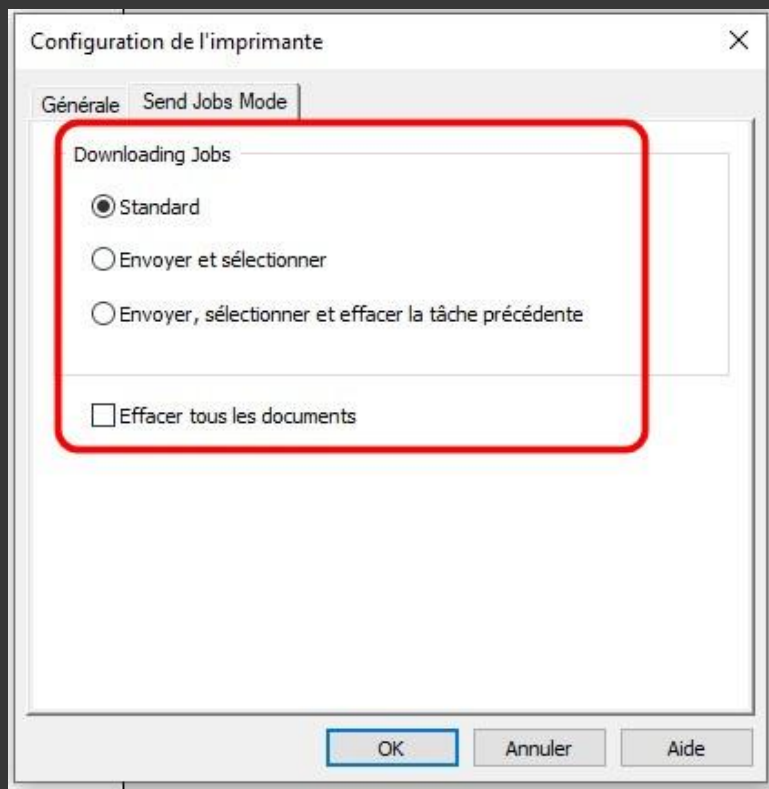 Configuration de l'imprimante
Générale
Send Jobs Mode
Downloading Jobs
Standard
Envoyer et sélectionner
Envoyer, sélectionner et effacer la tâche précédente
Effacer tous les documents
OK
Annuler
Aide